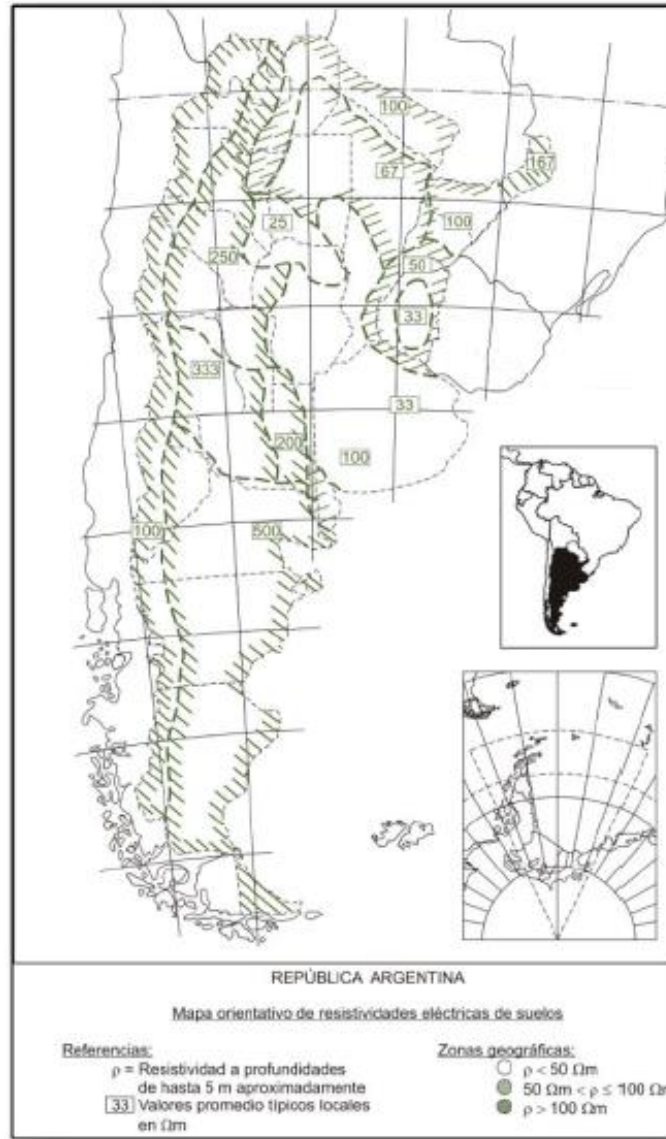 100
167
67
25
100
250
50
33
333
33
200
100
100
500
REPÚBLICA ARGENTINA
Mapa orientativo de resistividades eléctricas de suelos
Referencias:
ρ = Resistividad a profundidades
de hasta 5 m aproximadamente
33 Valores promedio típicos locales
en Ωm
Zonas geográficas:
ρ < 50 Ωm
50 Ωm < ρ ≤ 100 Ωm
ρ > 100 Ωm